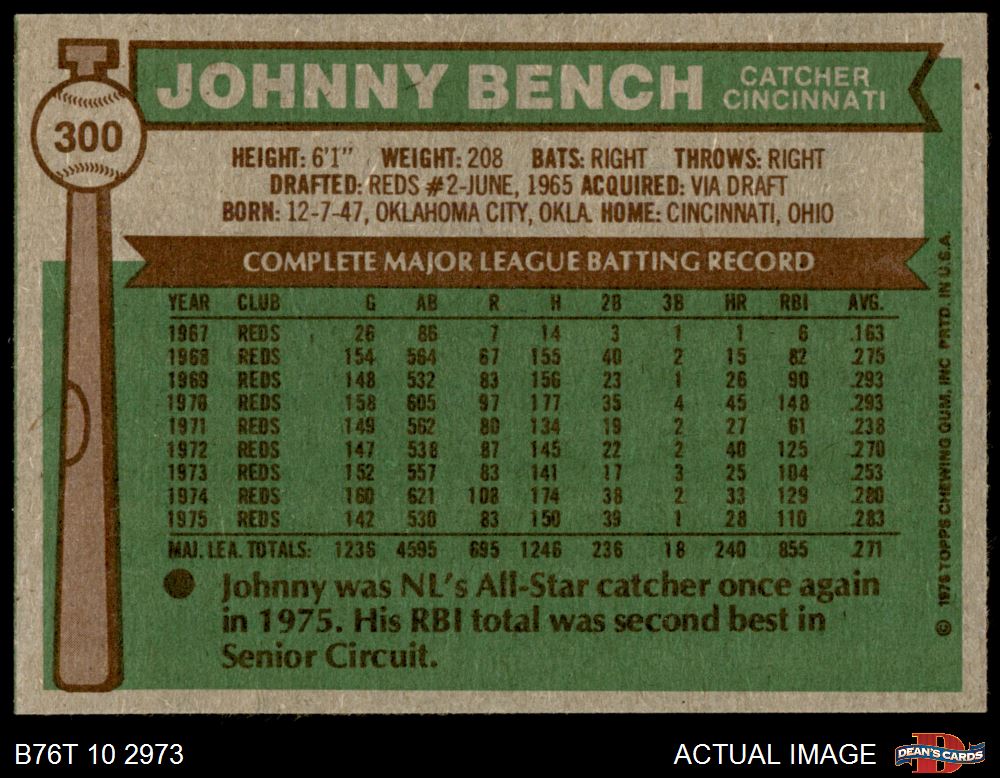 JOHNNY BENCH CATCHER CINCINNATI
300
HEIGHT: 6'1" WEIGHT: 208 BATS: RIGHT THROWS: RIGHT
DRAFTED: REDS #2-JUNE, 1965 ACQUIRED: VIA DRAFT
BORN: 12-7-47, OKLAHOMA CITY, OKLA. HOME: CINCINNATI, OHIO
COMPLETE MAJOR LEAGUE BATTING RECORD
YEAR CLUB G AB R H 2B 3B HR RBI AVG.
1967 REDS 26 86 7 14 3 1 1 6 .163
1968 REDS 154 564 67 155 40 2 15 82 .275
1969 REDS 148 532 83 156 23 1 26 90 .293
1970 REDS 158 605 97 177 35 4 45 148 .293
1971 REDS 149 562 80 134 19 2 27 61 .238
1972 REDS 147 538 87 145 22 2 40 125 .270
1973 REDS 152 557 83 141 17 3 25 104 .253
1974 REDS 160 621 108 174 38 2 33 129 .280
1975 REDS 142 530 83 150 39 1 28 110 .283
MAJ. LEA. TOTALS: 1236 4595 695 1246 236 18 240 855 .271
Johnny was NL's All-Star catcher once again
in 1975. His RBI total was second best in
Senior Circuit.
© 1976 TOPPS CHEWING GUM, INC PRTD. IN U.S.A.
B76T 10 2973 ACTUAL IMAGE
DEAN'S CARDS